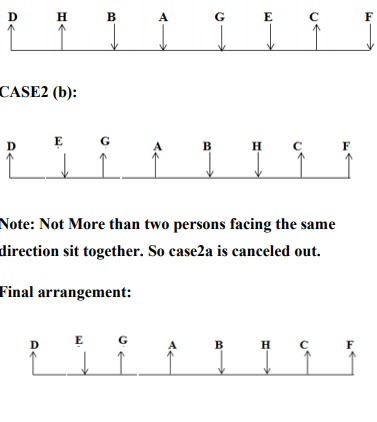 D H B A G E C F
CASE2 (b):
D E G A B H C F
Note: Not More than two persons facing the same
direction sit together. So case2a is canceled out.
Final arrangement:
D E G A B H C F